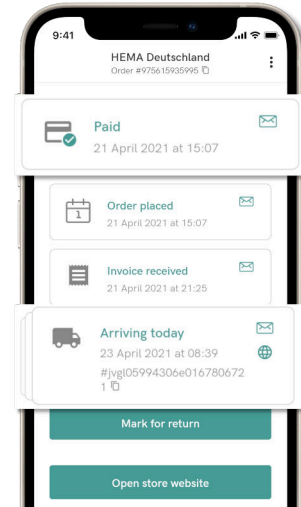 9:41
HEMA Deutschland
Order #975615935995
Paid
21 April 2021 at 15:07
1
Order placed
21 April 2021 at 15:07
Invoice received
21 April 2021 at 21:25
Arriving today
23 April 2021 at 08:39
#jvgl05994306e016780672
1
Mark for return
Open store website